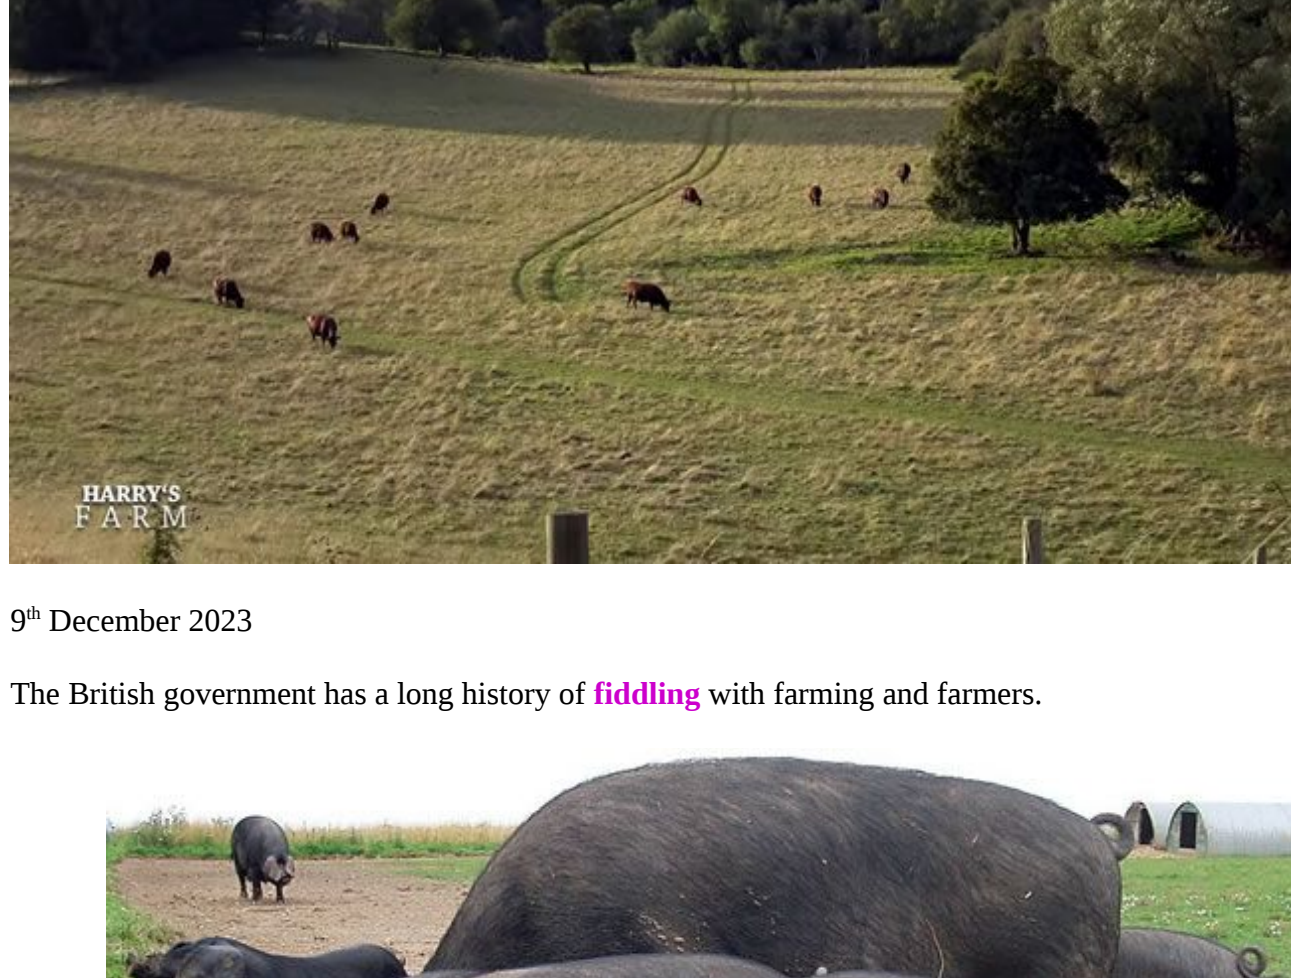 HARRY'S
FARM
9th December 2023
The British government has a long history of fiddling with farming and farmers.